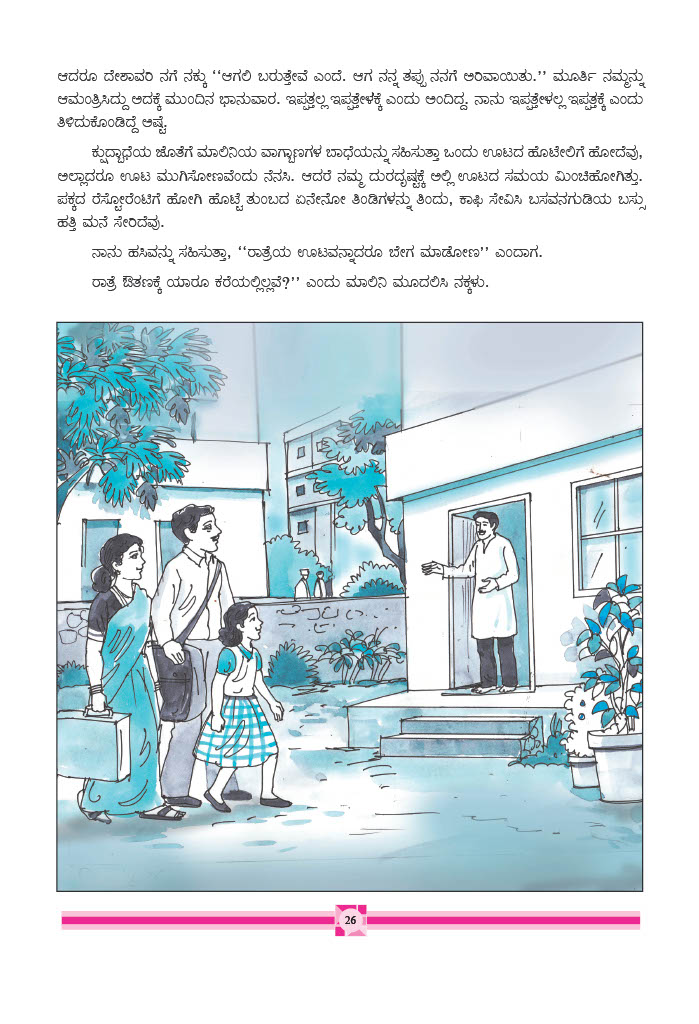 ಆದರೂ ದೇಶಾವರಿ ನಗೆ ನಕ್ಕು ‘‘ಆಗಲಿ ಬರುತ್ತೇವೆ ಎಂದೆ. ಆಗ ನನ್ನ ತಪ್ಪು ನನಗೆ ಅರಿವಾಯಿತು.’’ ಮೂರ್ತಿ ನಮ್ಮನ್ನು
ಆಮಂತ್ರಿಸಿದ್ದು ಅದಕ್ಕೆ ಮುಂದಿನ ಭಾನುವಾರ. ಇಪ್ಪತ್ತಲ್ಲ ಇಪ್ಪತ್ತೇಳಕ್ಕೆ ಎಂದು ಅಂದಿದ್ದ. ನಾನು ಇಪ್ಪತ್ತೇಳಲ್ಲ ಇಪ್ಪತ್ತಕ್ಕೆ ಎಂದು
ತಿಳಿದುಕೊಂಡಿದ್ದೆ ಅಷ್ಟೆ.
ಕ್ಷುದ್ಬಾಧೆಯ ಜೊತೆಗೆ ಮಾಲಿನಿಯ ವಾಗ್ಬಾಣಗಳ ಬಾಧೆಯನ್ನು ಸಹಿಸುತ್ತಾ ಒಂದು ಊಟದ ಹೊಟೇಲಿಗೆ ಹೋದೆವು,
ಅಲ್ಲಾದರೂ ಊಟ ಮುಗಿಸೋಣವೆಂದು ನೆನಸಿ. ಆದರೆ ನಮ್ಮ ದುರದೃಷ್ಟಕ್ಕೆ ಅಲ್ಲಿ ಊಟದ ಸಮಯ ಮಿಂಚಿಹೋಗಿತ್ತು.
ಪಕ್ಕದ ರೆಸ್ಟೋರೆಂಟಿಗೆ ಹೋಗಿ ಹೊಟ್ಟೆ ತುಂಬದ ಏನೇನೋ ತಿಂಡಿಗಳನ್ನು ತಿಂದು, ಕಾಫಿ ಸೇವಿಸಿ ಬಸವನಗುಡಿಯ ಬಸ್ಸು
ಹತ್ತಿ ಮನೆ ಸೇರಿದೆವು.
ನಾನು ಹಸಿವನ್ನು ಸಹಿಸುತ್ತಾ, ‘‘ರಾತ್ರೆಯ ಊಟವನ್ನಾದರೂ ಬೇಗ ಮಾಡೋಣ’’ ಎಂದಾಗ.
ರಾತ್ರೆ ಔತಣಕ್ಕೆ ಯಾರೂ ಕರೆಯಲ್ಲಿಲ್ಲವೆ?’’ ಎಂದು ಮಾಲಿನಿ ಮೂದಲಿಸಿ ನಕ್ಕಳು.
26